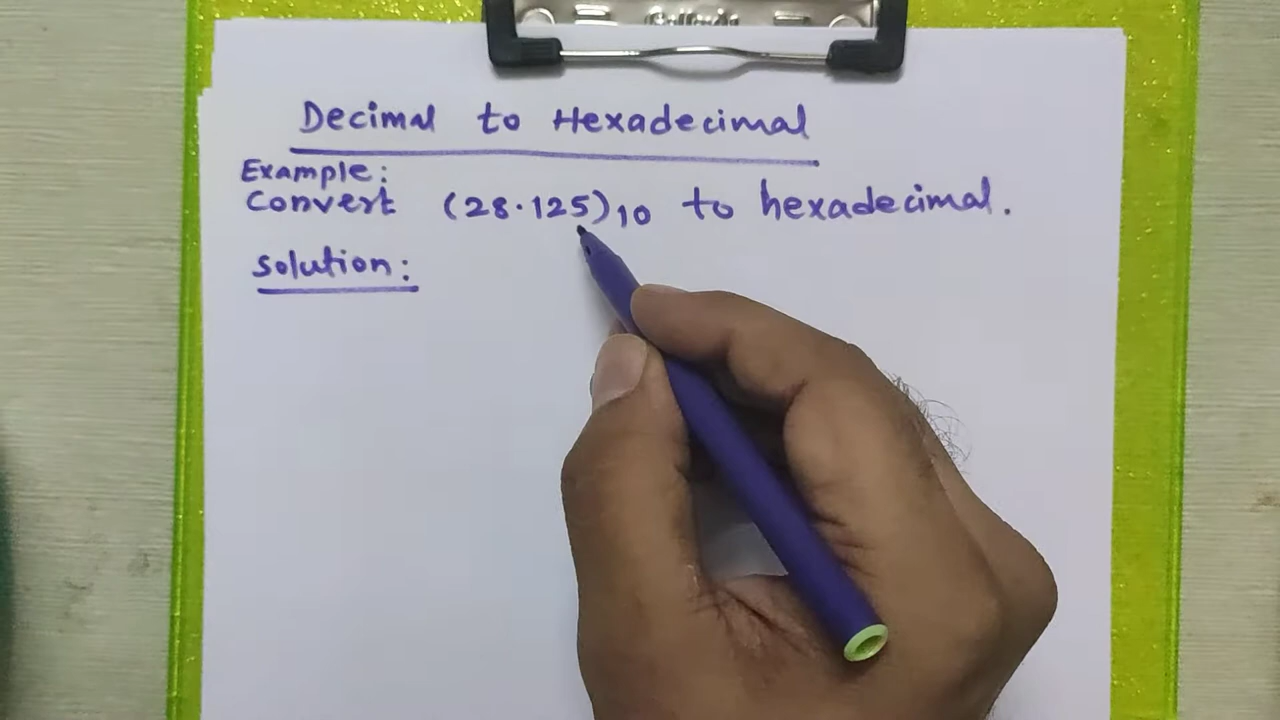 Decimal to Hexadecimal
Example:
Convert (28.125)10 to hexadecimal.
Solution: